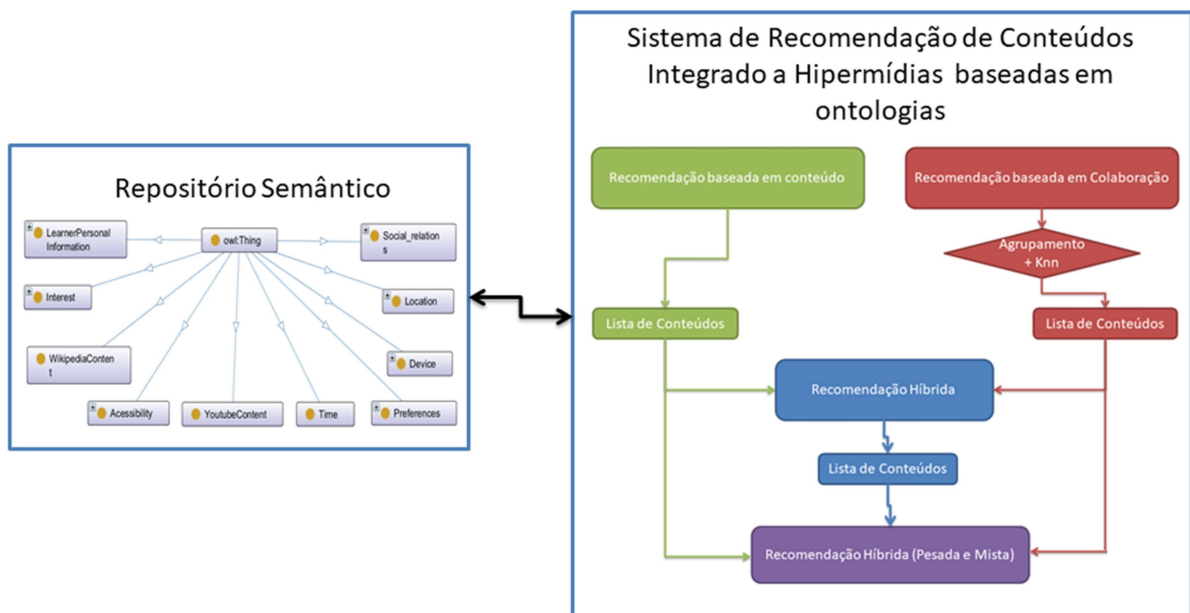 Repositório Semântico
LearnerPersonal
Information
owl:Thing
Social_relation
s
Interest
Location
WikipediaConten
t
Device
Acessibility
YoutubeContent
Time
Preferences
Sistema de Recomendação de Conteúdos
Integrado a Hipermídias baseadas em
ontologias
Recomendação baseada em conteúdo
Recomendação baseada em Colaboração
Agrupamento
+ Knn
Lista de Conteúdos
Lista de Conteúdos
Recomendação Híbrida
Lista de Conteúdos
Recomendação Híbrida (Pesada e Mista)